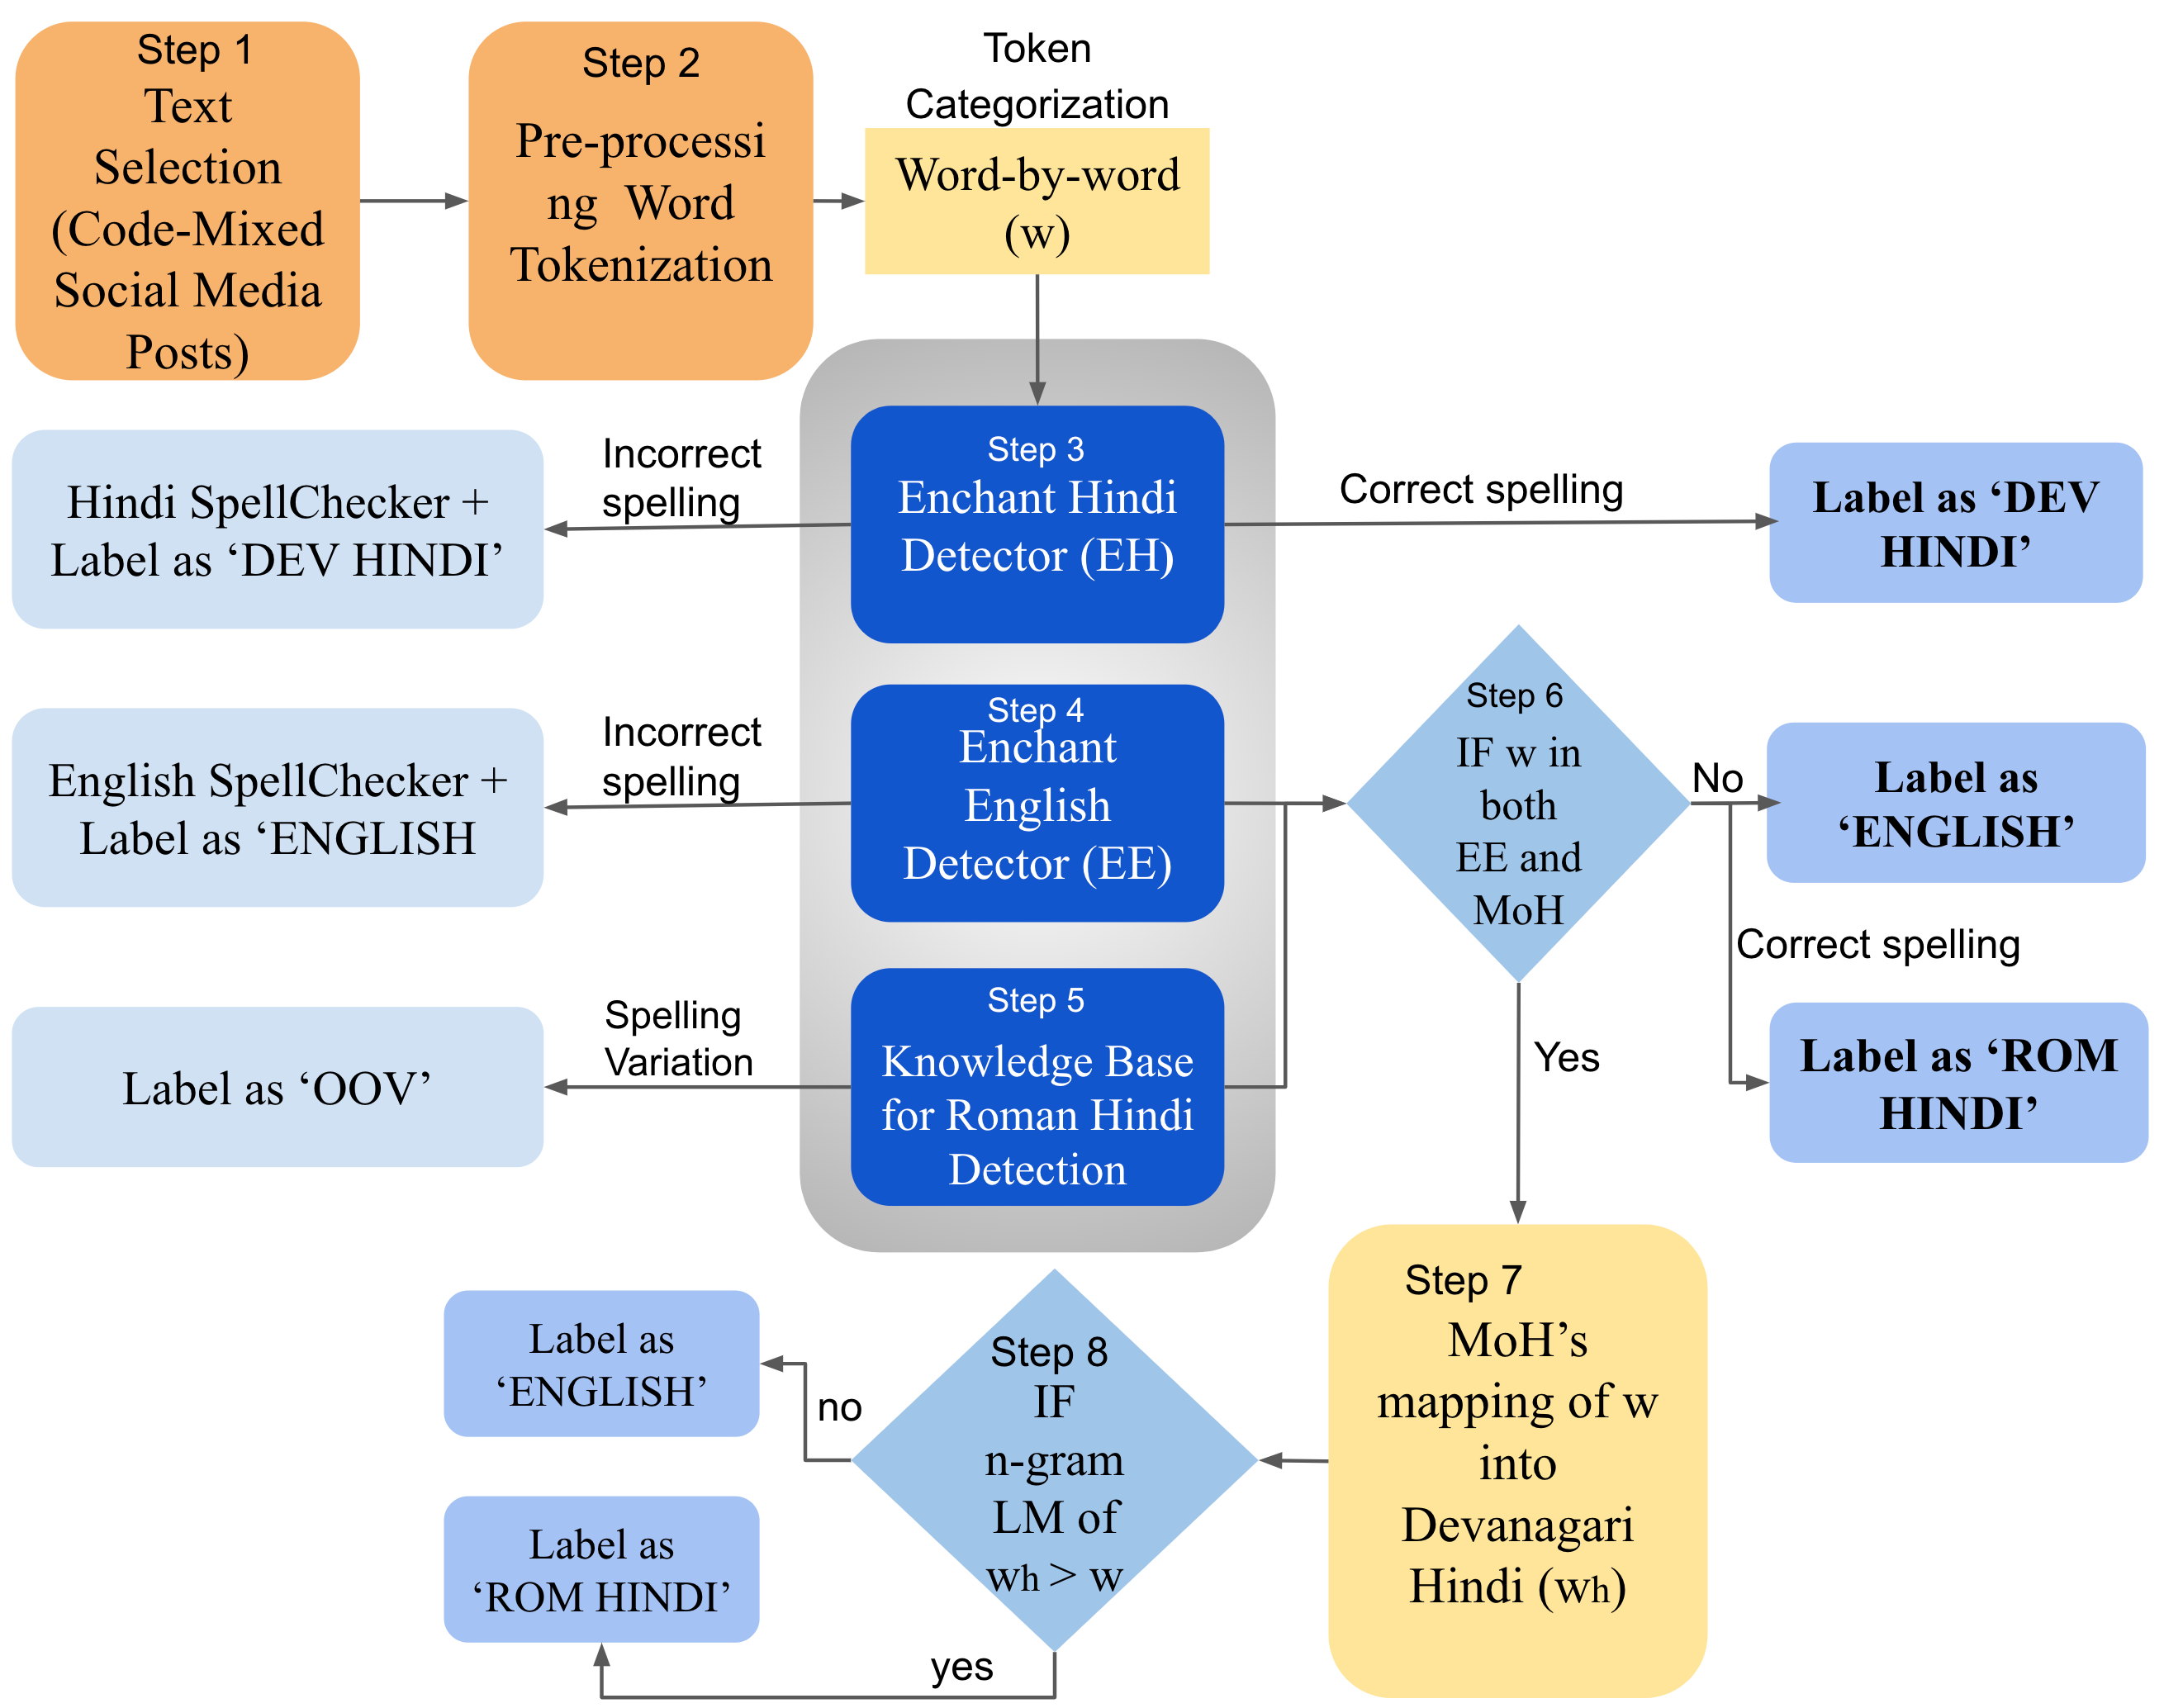 Step 1
Text
Selection
(Code-Mixed
Social Media
Posts)
Step 2
Pre-processi
ng Word
Tokenization
Token
Categorization
Word-by-word
(w)
Incorrect
spelling
Hindi SpellChecker +
Label as ‘DEV HINDI’
Step 3
Enchant Hindi
Detector (EH)
Correct spelling
Label as ‘DEV
HINDI’
Incorrect
spelling
English SpellChecker +
Label as ‘ENGLISH
Step 4
Enchant
English
Detector (EE)
Step 6
IF w in
both
EE and
MoH
No
Label as
‘ENGLISH’
Correct spelling
Label as ‘ROM
HINDI’
Spelling
Variation
Label as ‘OOV’
Step 5
Knowledge Base
for Roman Hindi
Detection
Yes
Step 7
MoH’s
mapping of w
into
Devanagari
Hindi (wh)
Step 8
IF
n-gram
LM of
wh > w
no
Label as
‘ENGLISH’
yes
Label as
‘ROM HINDI’